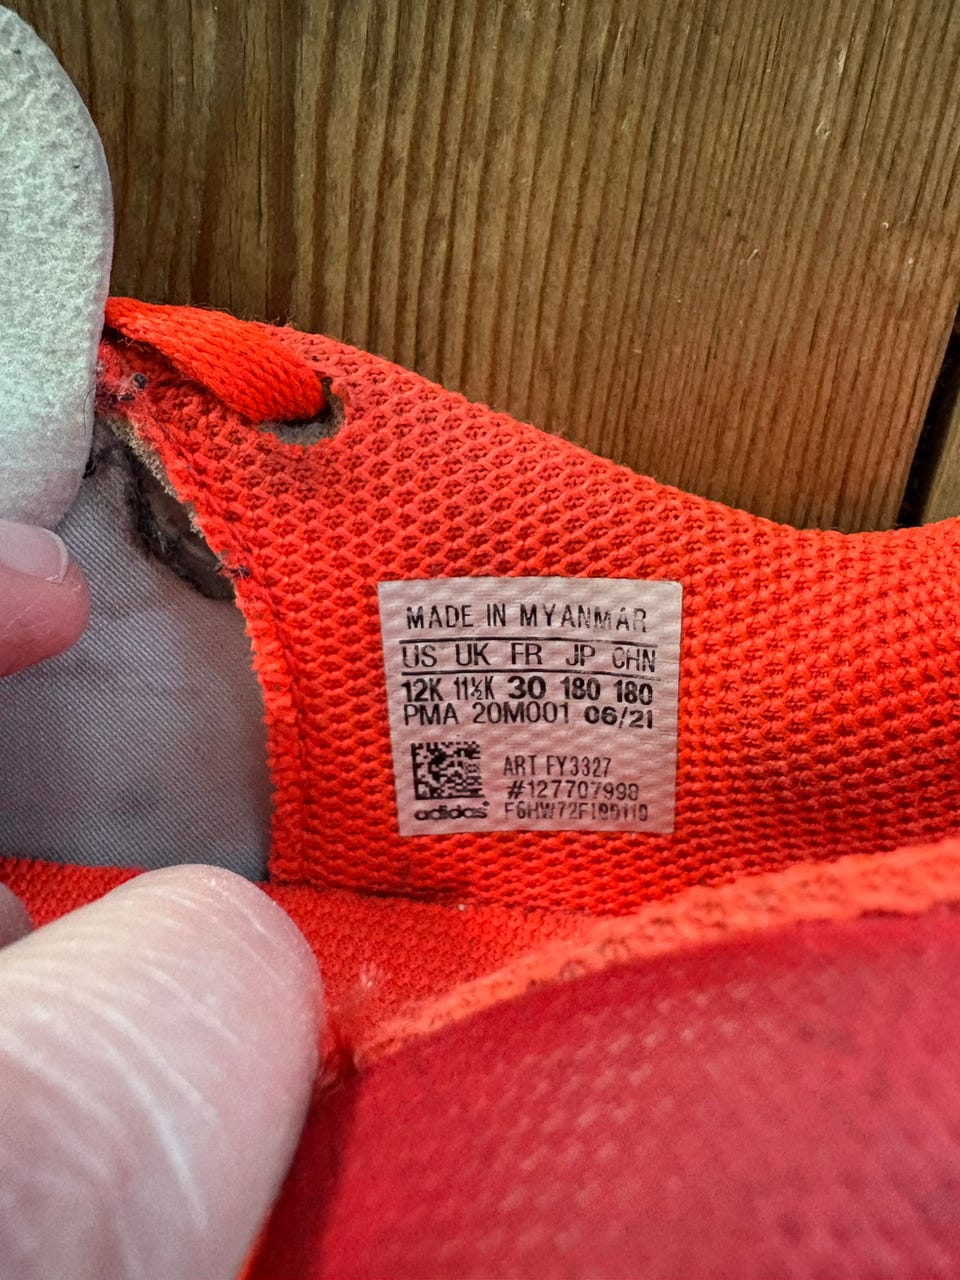 MADE IN MYANMAR
US UK FR JP CHN
12K 11½K 30 180 180
PMA 20M001 06/21
ART FY3327
#127707998
adidas